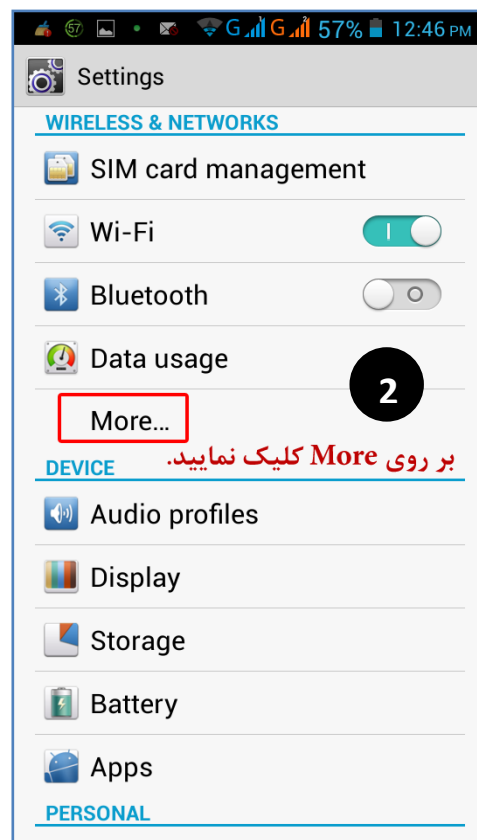 57 G G 57% 12:46 PM
Settings
WIRELESS & NETWORKS
SIM card management
Wi-Fi
Bluetooth
Data usage
2
More...
بر روی More کلیک نمایید.
DEVICE
Audio profiles
Display
Storage
Battery
Apps
PERSONAL